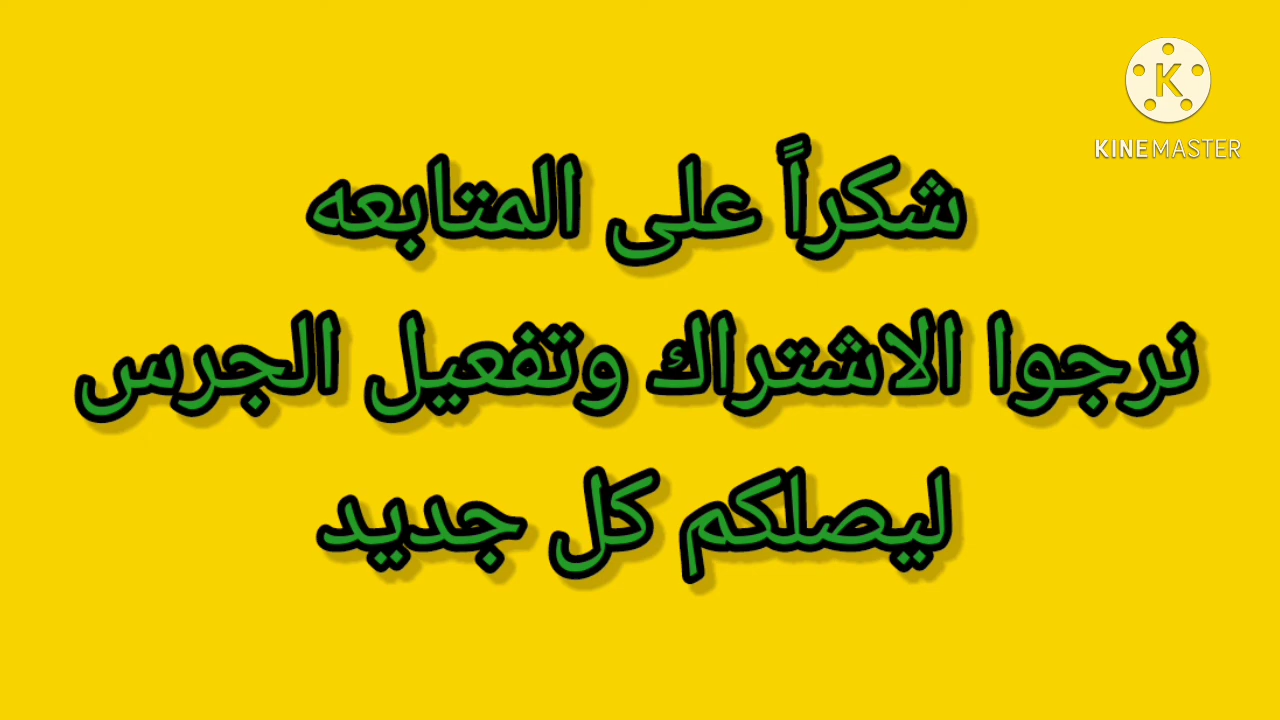 KINEMASTER
شكراً على المتابعه
نرجوا الاشتراك وتفعيل الجرس
ليصلكم كل جديد